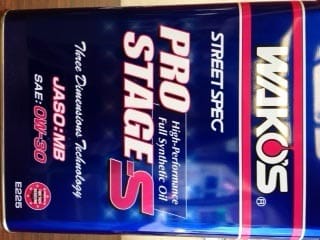 WAKO'S®
STREET SPEC
PRO
STAGE-S
High-Performance
Full Synthetic Oil
Three Dimensions Technology
JASO:MB
SAE: 0W-30
E225